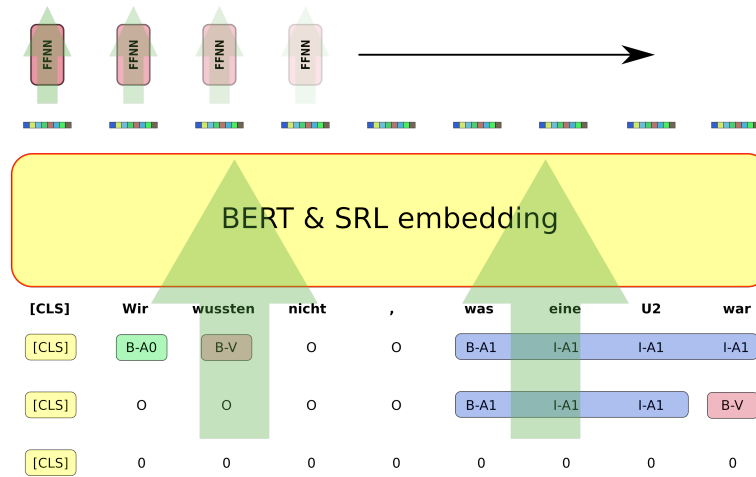 FFNN FFNN FFNN FFNN
BERT & SRL embedding
[CLS] Wir wussten nicht , was eine U2 war
[CLS] B-A0 B-V O O B-A1 I-A1 I-A1 I-A1
[CLS] O O O O B-A1 I-A1 I-A1 B-V
[CLS] 0 0 0 0 0 0 0 0